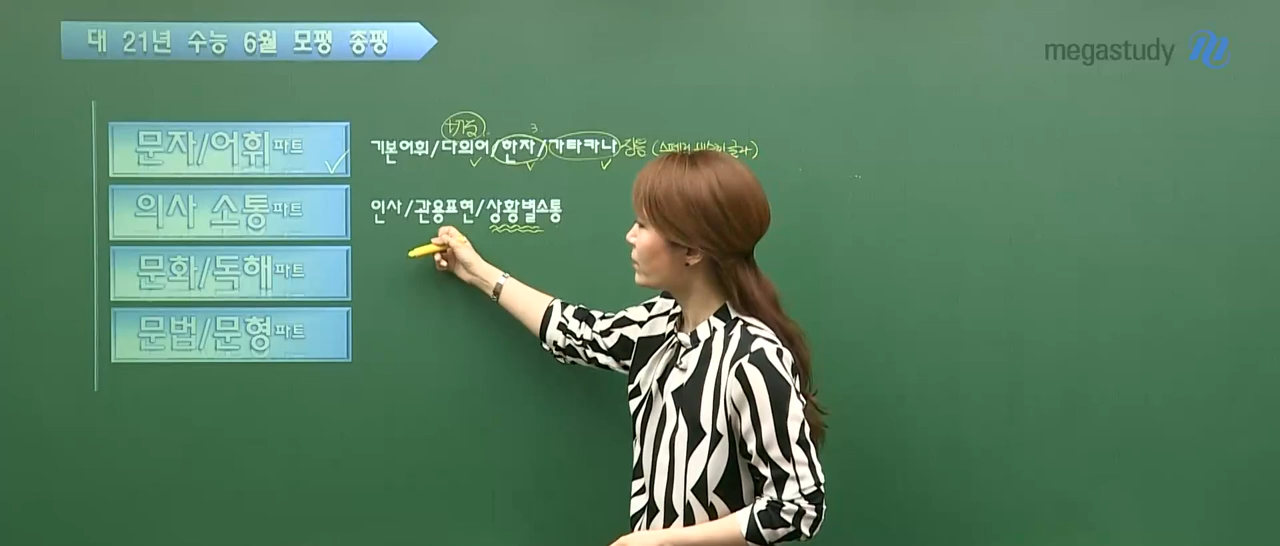 대 21년 수능 6월 모평 총평
megastudy
문자/어휘파트
切る
3
기본어휘/다의어/한자/가타카나
의사 소통파트
인사/관용표현/상황별소통
문화/독해파트
문법/문형파트